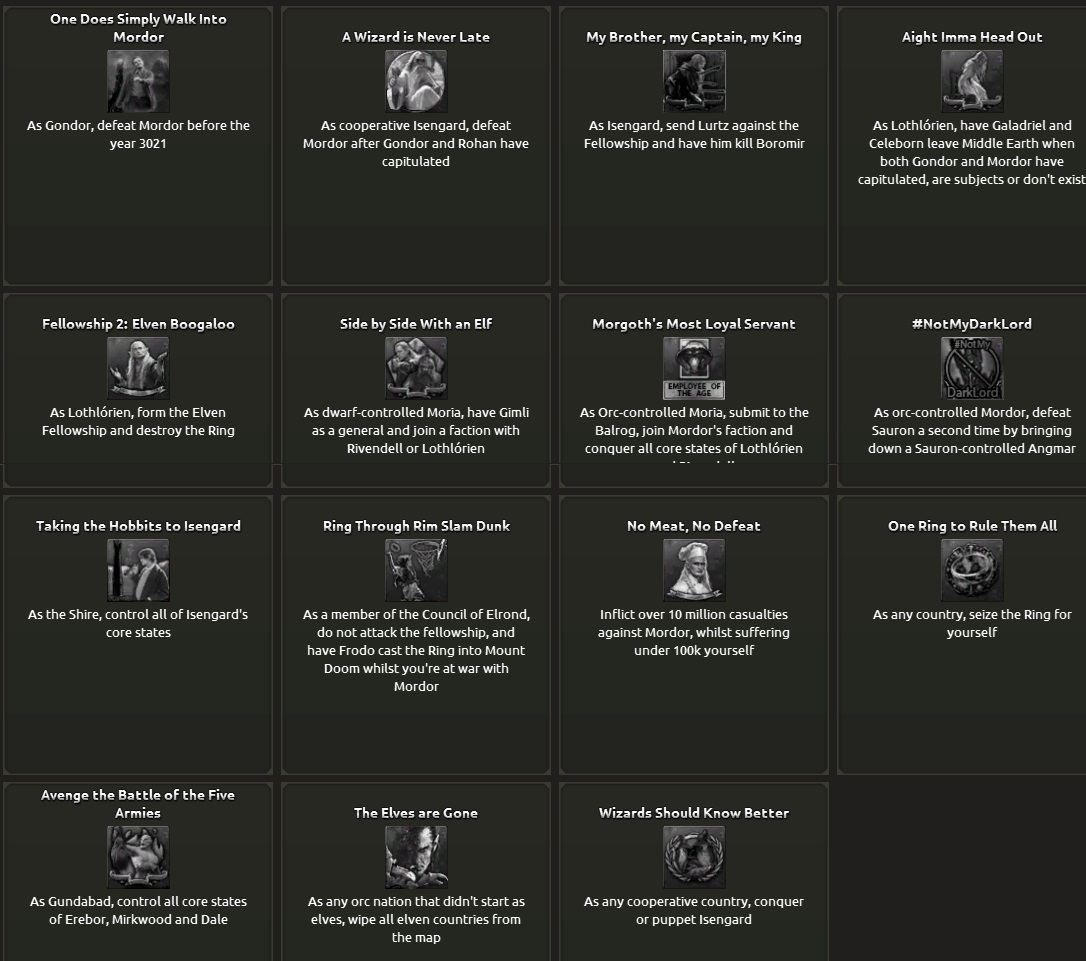 One Does Simply Walk Into
Mordor
As Gondor, defeat Mordor before the
year 3021
A Wizard is Never Late
As cooperative Isengard, defeat
Mordor after Gondor and Rohan have
capitulated
My Brother, my Captain, my King
As Isengard, send Lurtz against the
Fellowship and have him kill Boromir
Aight Imma Head Out
As Lothlórien, have Galadriel and
Celeborn leave Middle Earth when
both Gondor and Mordor have
capitulated, are subjects or don't exist
Fellowship 2: Elven Boogaloo
As Lothlórien, form the Elven
Fellowship and destroy the Ring
Side by Side With an Elf
As dwarf-controlled Moria, have Gimli
as a general and join a faction with
Rivendell or Lothlórien
Morgoth's Most Loyal Servant
EMPLOYEE OF
THE AGE
As Orc-controlled Moria, submit to the
Balrog, join Mordor's faction and
conquer all core states of Lothlórien
#NotMyDarkLord
#NotMy
DarkLord
As orc-controlled Mordor, defeat
Sauron a second time by bringing
down a Sauron-controlled Angmar
Taking the Hobbits to Isengard
As the Shire, control all of Isengard's
core states
Ring Through Rim Slam Dunk
As a member of the Council of Elrond,
do not attack the fellowship, and
have Frodo cast the Ring into Mount
Doom whilst you're at war with
Mordor
No Meat, No Defeat
Inflict over 10 million casualties
against Mordor, whilst suffering
under 100k yourself
One Ring to Rule Them All
As any country, seize the Ring for
yourself
Avenge the Battle of the Five
Armies
As Gundabad, control all core states
of Erebor, Mirkwood and Dale
The Elves are Gone
As any orc nation that didn't start as
elves, wipe all elven countries from
the map
Wizards Should Know Better
As any cooperative country, conquer
or puppet Isengard